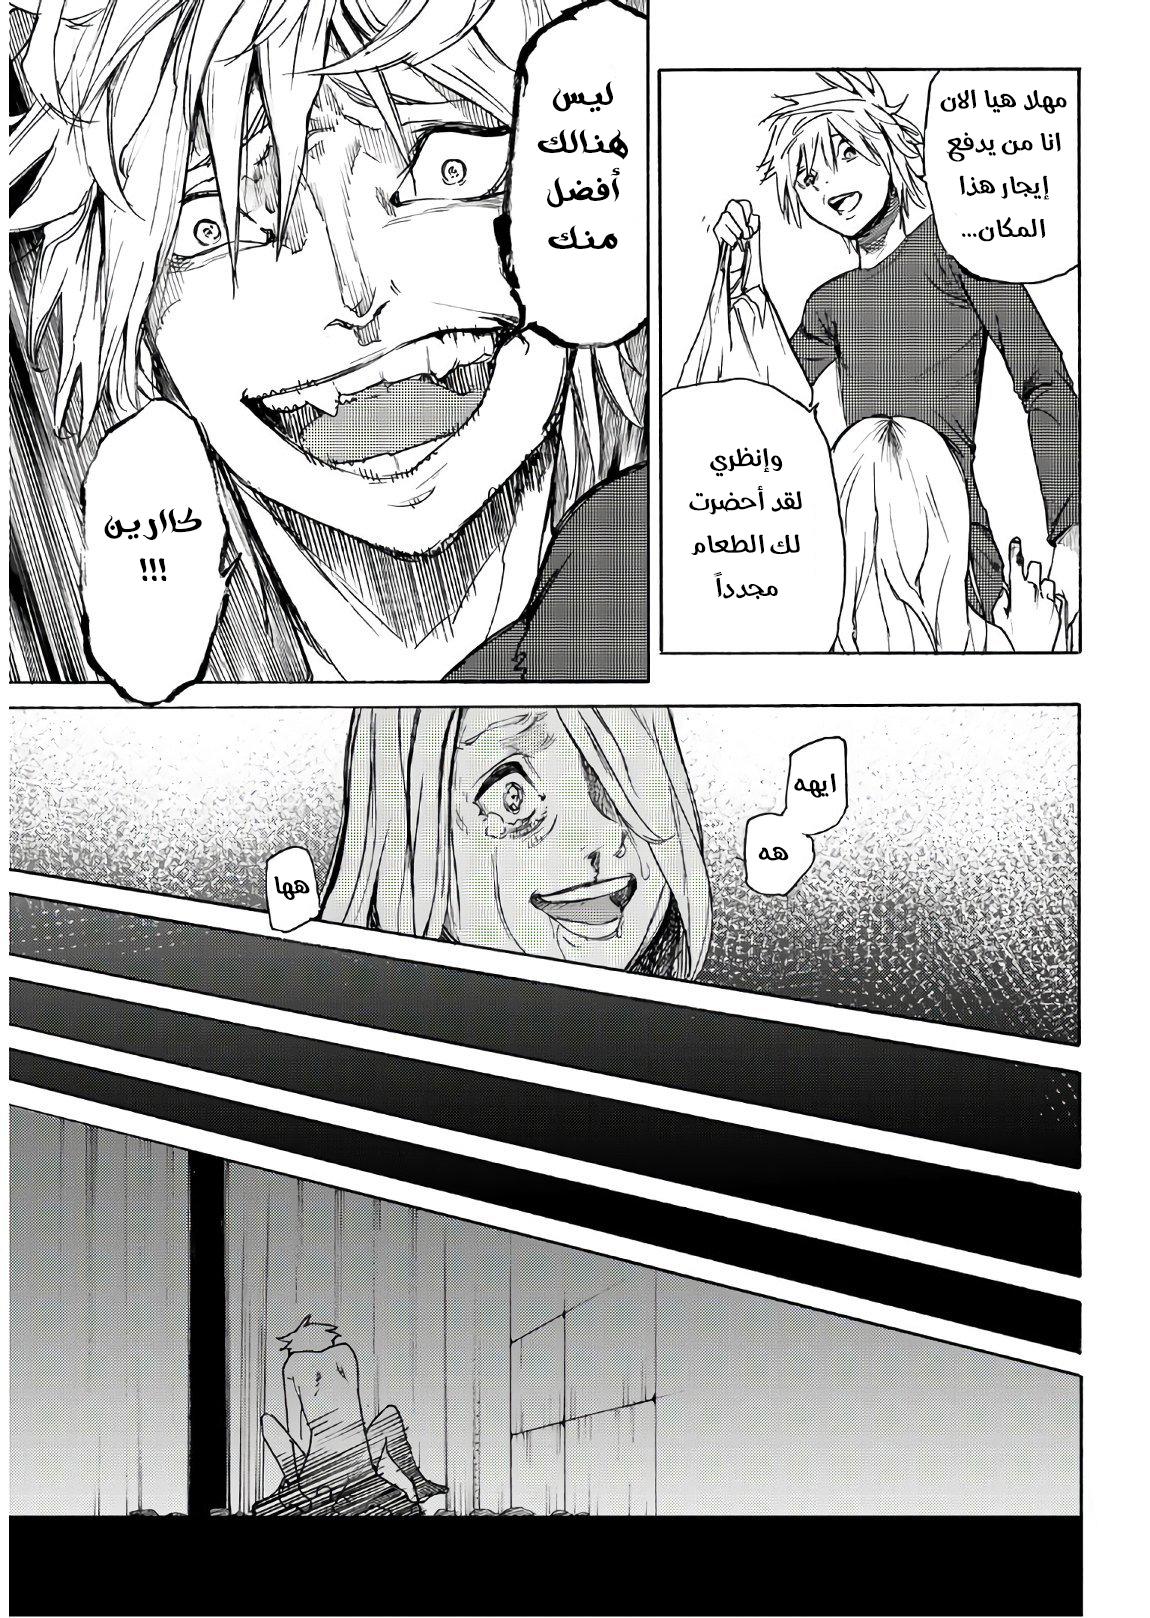 مهلا هيا الان
انا من يدفع
إيجار هذا
المكان...
وإنظري
لقد أحضرت
لك الطعام
مجدداً
ليس
هنالك
أفضل
منك
كاارين
!!!
ايهه
هه
هها